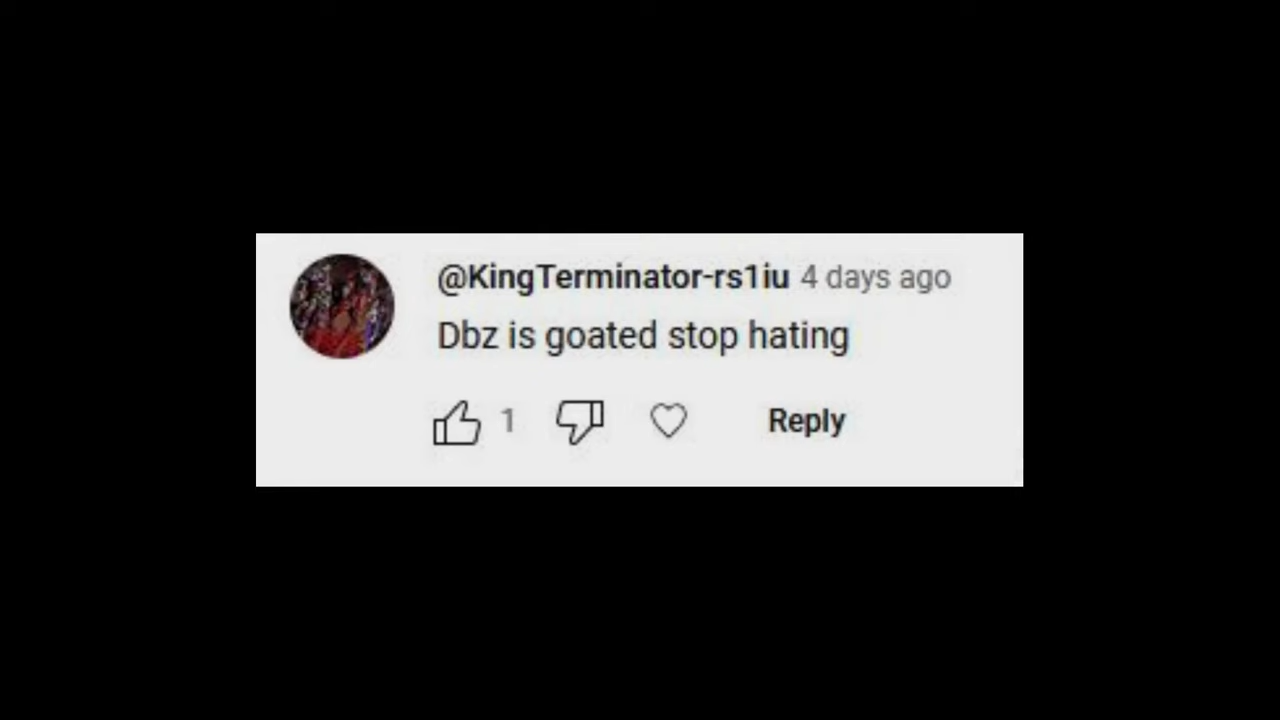 @KingTerminator-rs1iu 4 days ago
Dbz is goated stop hating
1 Reply